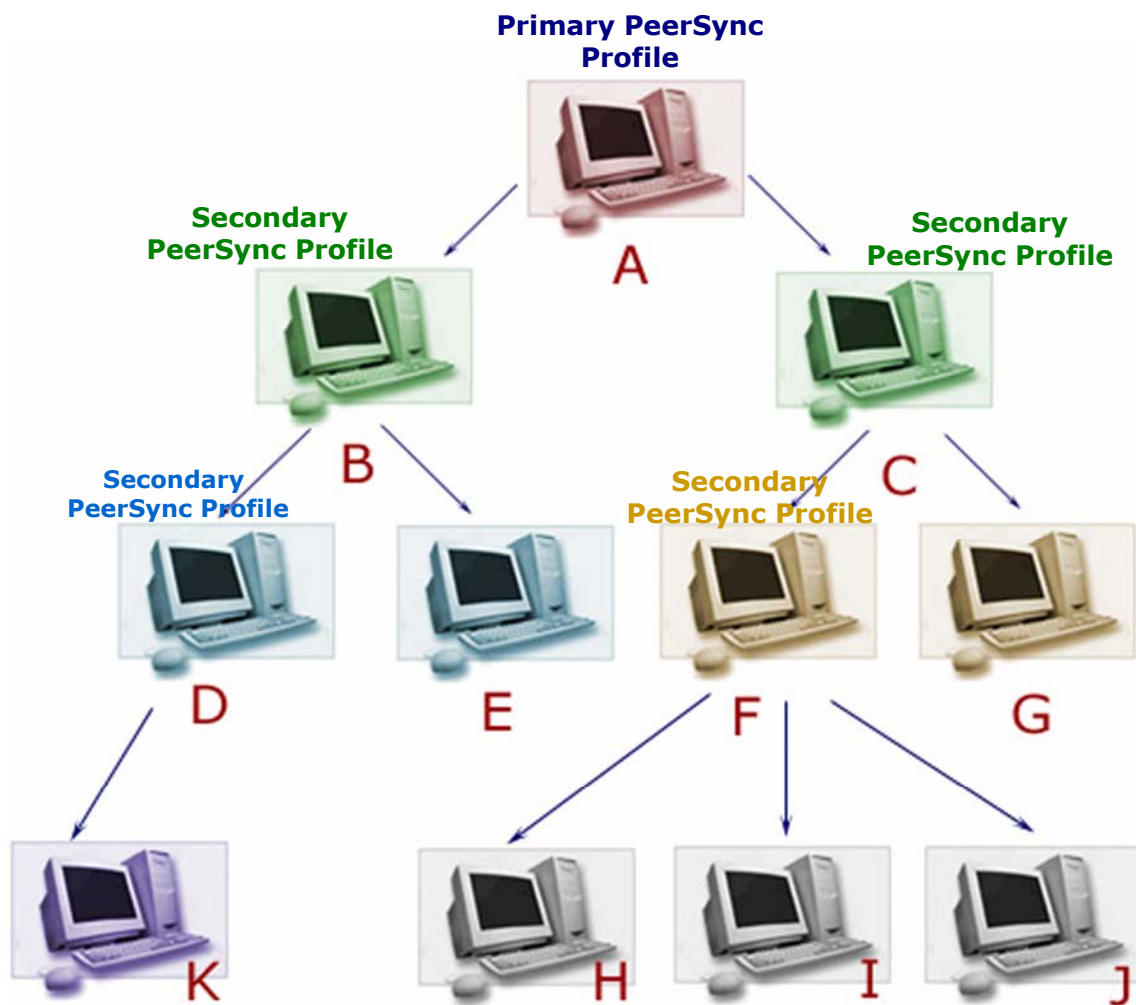 Primary PeerSync
Profile
Secondary
PeerSync Profile
Secondary
PeerSync Profile
A
B
C
Secondary
PeerSync Profile
Secondary
PeerSync Profile
D
E
F
G
K
H
I
J